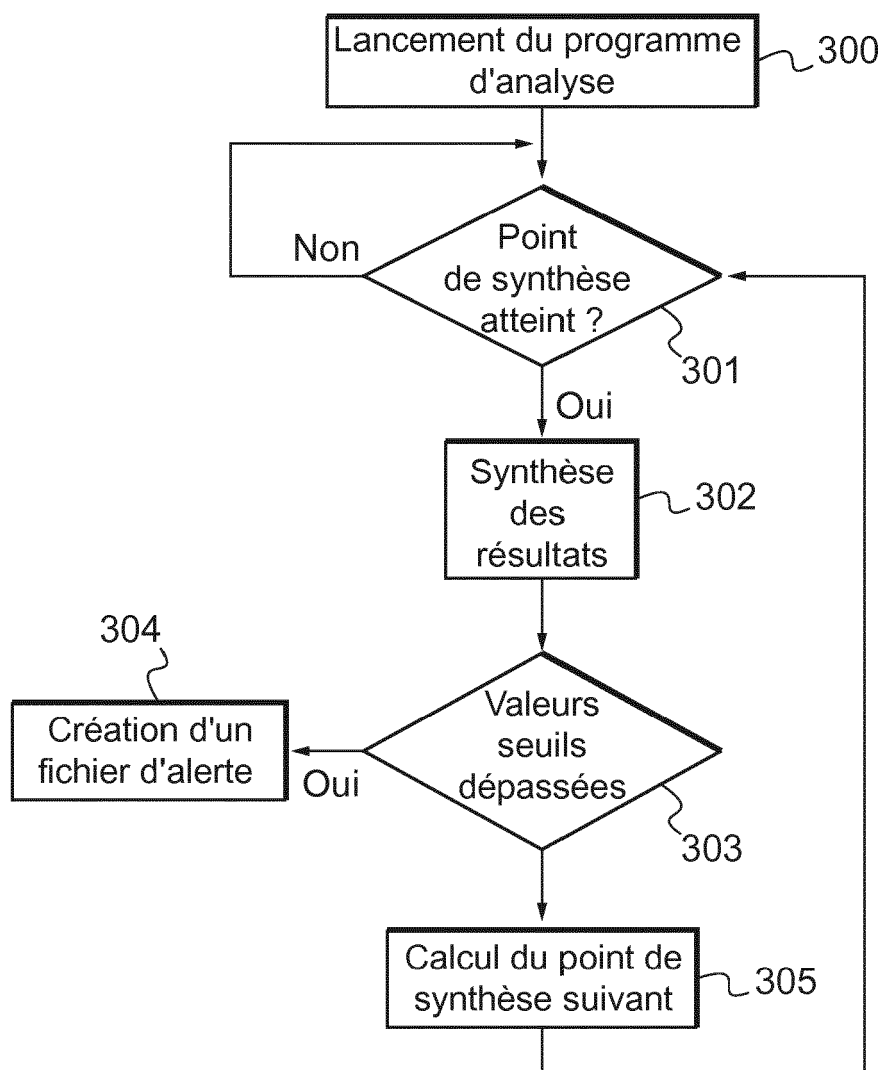 Lancement du programme
d'analyse
300
Non
Point
de synthèse
atteint ?
301
Oui
Synthèse
des
résultats
302
304
Création d'un
fichier d'alerte
Oui
Valeurs
seuils
dépassées
303
Calcul du point de
synthèse suivant
305